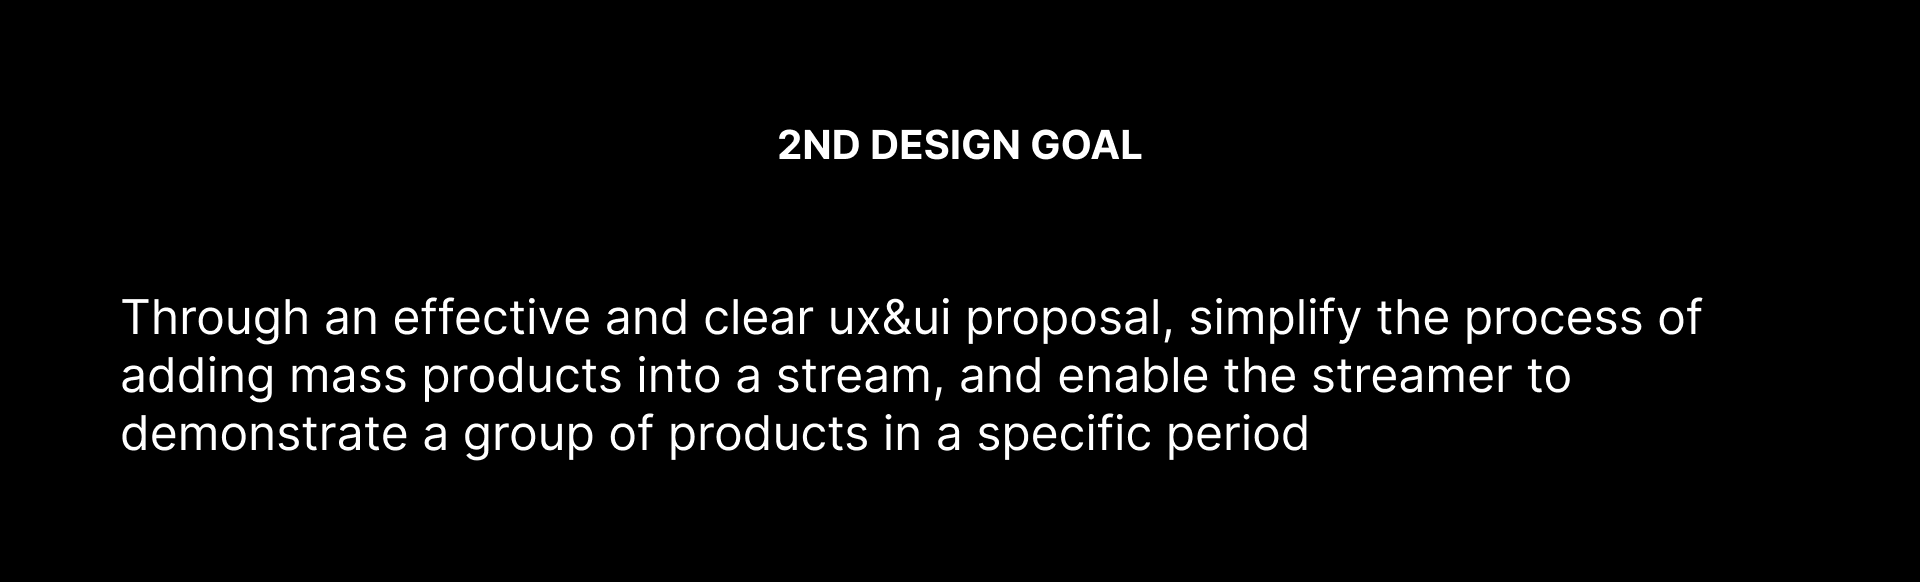 2ND DESIGN GOAL
Through an effective and clear ux&ui proposal, simplify the process of
adding mass products into a stream, and enable the streamer to
demonstrate a group of products in a specific period